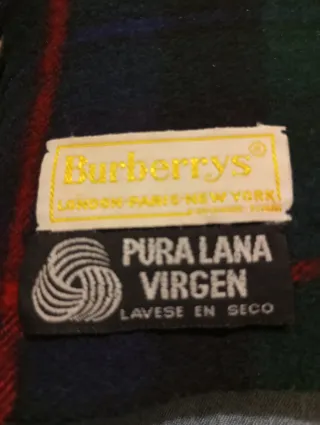 Burberrys®
LONDON·PARIS·NEW YORK
PURA LANA
VIRGEN
LAVESE EN SECO